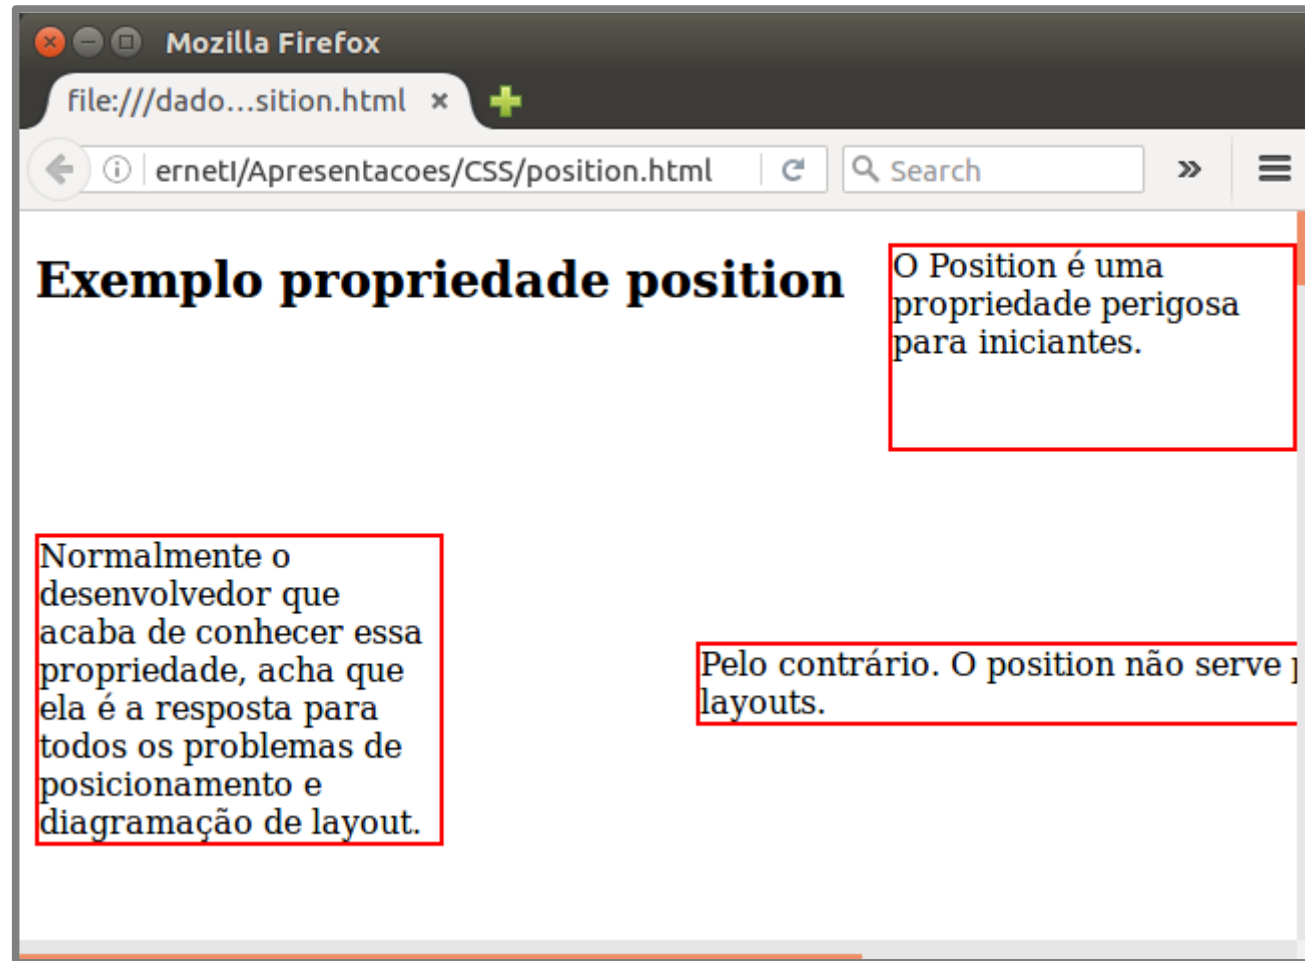 Mozilla Firefox
file:///dado...sition.html
ernetI/Apresentacoes/CSS/position.html
Search
Exemplo propriedade position
O Position é uma
propriedade perigosa
para iniciantes.
Normalmente o
desenvolvedor que
acaba de conhecer essa
propriedade, acha que
ela é a resposta para
todos os problemas de
posicionamento e
diagramação de layout.
Pelo contrário. O position não serve
layouts.